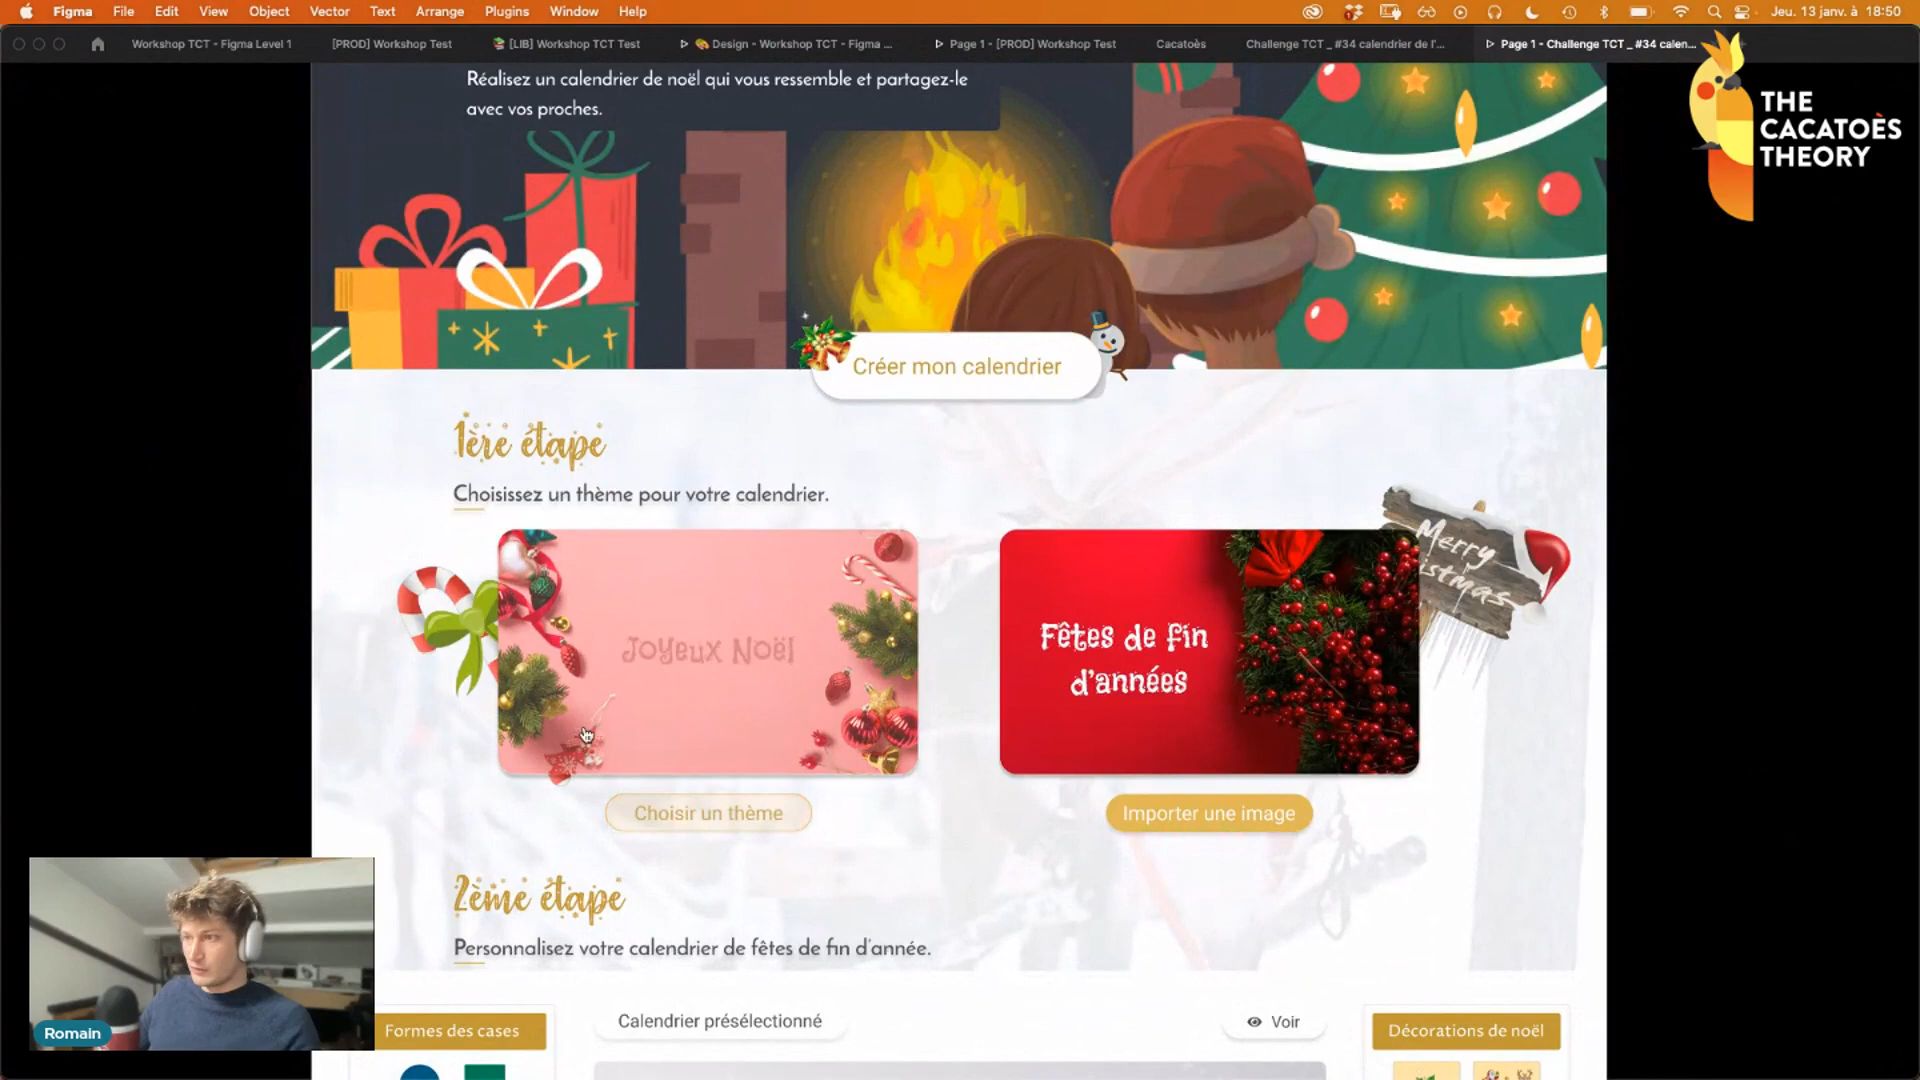 Figma File Edit View Object Vector Text Arrange Plugins Window Help Jeu. 13 janv. à 18:50
Workshop TCT - Figma Level 1 [PROD] Workshop Test [LIB] Workshop TCT Test Design - Workshop TCT - Figma ... Page 1 - [PROD] Workshop Test Cacatoès Challenge TCT _ #34 calendrier de l'... Page 1 - Challenge TCT _ #34 calen...
THE
CACATOÈS
THEORY
Réalisez un calendrier de noël qui vous ressemble et partagez-le
avec vos proches.
Créer mon calendrier
1ère étape
Choisissez un thème pour votre calendrier.
Merry
Joyeux Noël
Fêtes de fin
d'années
Choisir un thème
Importer une image
2ème étape
Personnalisez votre calendrier de fêtes de fin d'année.
Romain
Formes des cases
Calendrier présélectionné
Voir
Décorations de noël